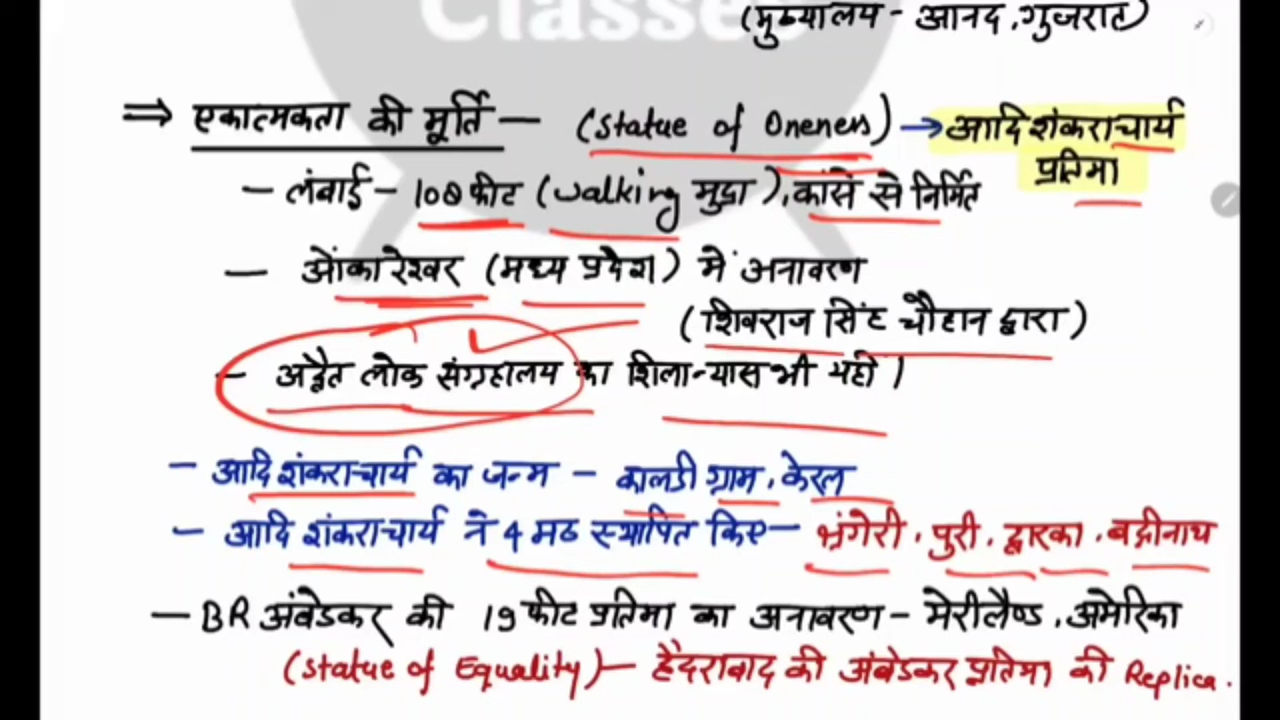 Classes
(मुख्यालय - आनंद, गुजरात)
⇒ एकात्मकता की मूर्ति — (Statue of Oneness) → आदि शंकराचार्य
प्रतिमा
- लंबाई - 108 फीट (walking मुद्रा), कांसे से निर्मित
- ओंकारेश्वर (मध्य प्रदेश) में अनावरण
(शिवराज सिंह चौहान द्वारा)
- अद्वैत लोक संग्रहालय का शिलान्यास भी यही।
- आदि शंकराचार्य का जन्म - कालडी ग्राम, केरल
- आदि शंकराचार्य ने 4 मठ स्थापित किए - श्रंगेरी, पुरी, द्वारका, बद्रीनाथ
- BR अंबेडकर की 19 फीट प्रतिमा का अनावरण - मेरीलैण्ड, अमेरिका
(Statue of Equality) - हैदराबाद की अंबेडकर प्रतिमा की Replica.